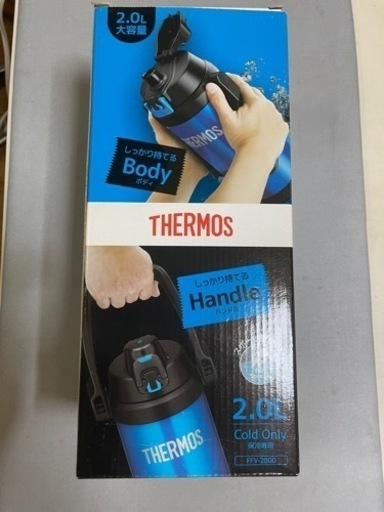 2.0L
大容量
THERMOS
しっかり持てる
Body
ボディ
THERMOS
しっかり持てる
Handle
ハンドル
2.0L
Cold Only
保冷専用
FFV-2000
THERMOS